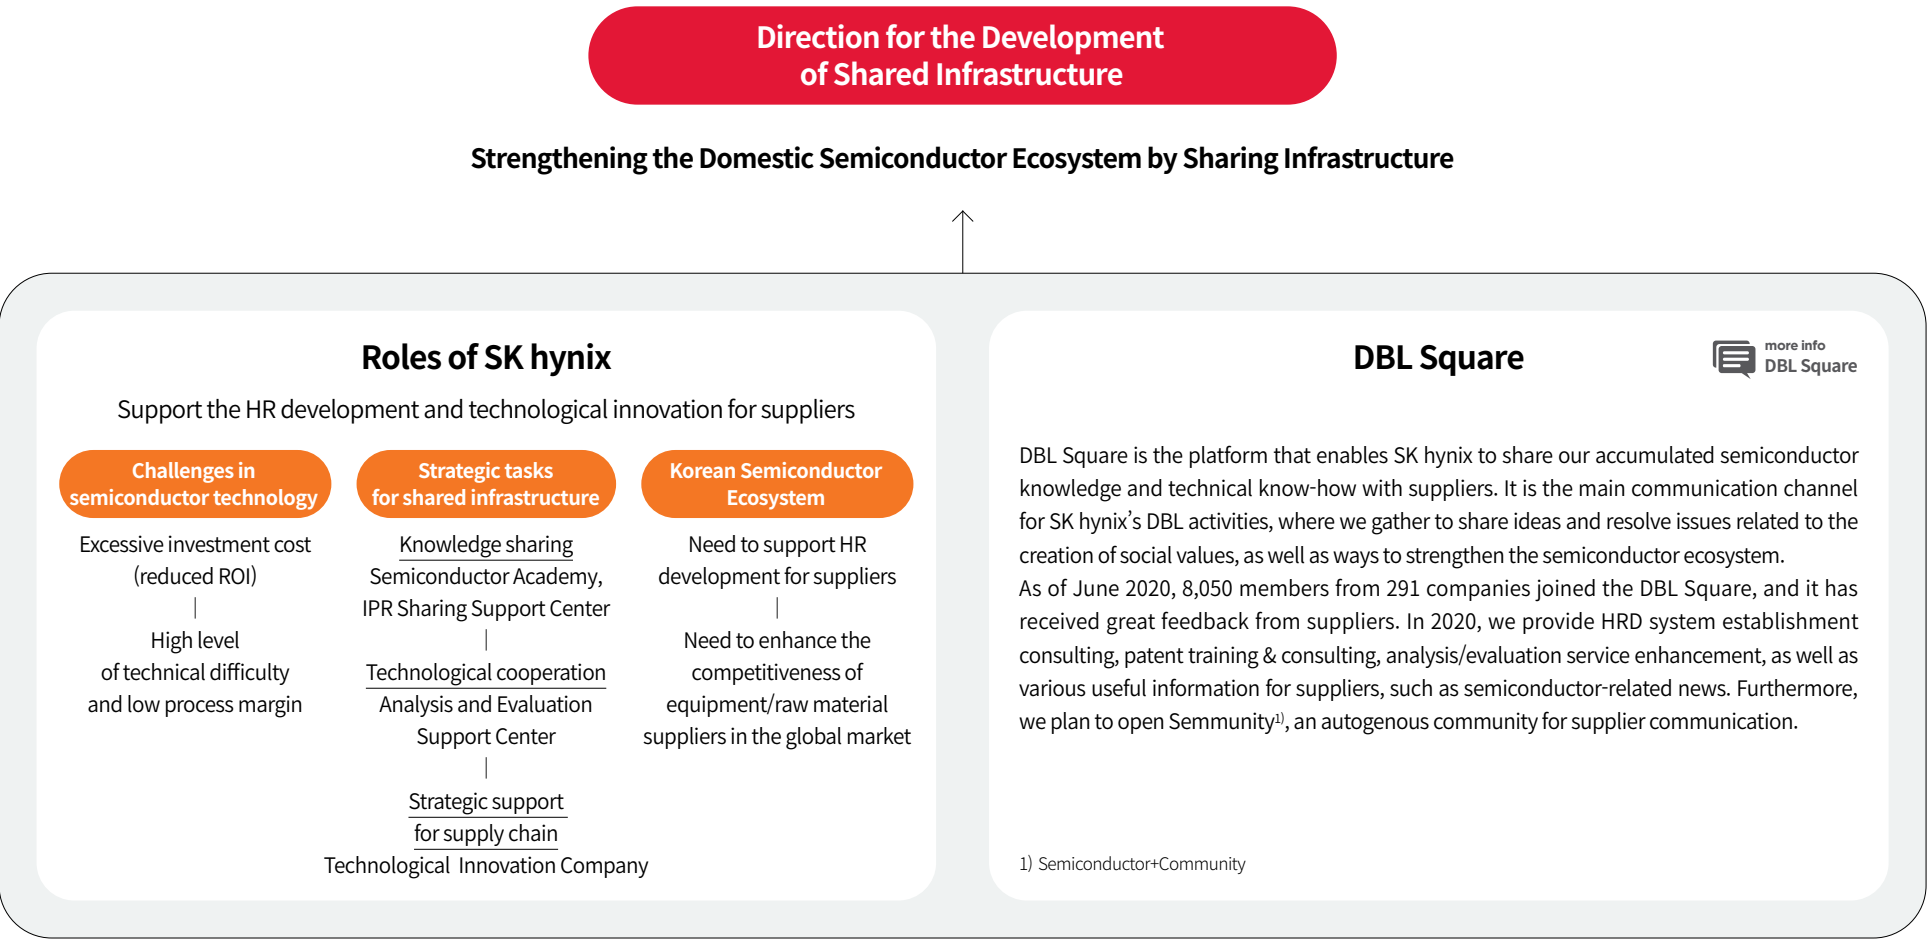 Direction for the Development
of Shared Infrastructure
Strengthening the Domestic Semiconductor Ecosystem by Sharing Infrastructure
Roles of SK hynix
Support the HR development and technological innovation for suppliers
Challenges in
semiconductor technology
Excessive investment cost
(reduced ROI)
High level
of technical difficulty
and low process margin
Strategic tasks
for shared infrastructure
Knowledge sharing
Semiconductor Academy,
IPR Sharing Support Center
Technological cooperation
Analysis and Evaluation
Support Center
Strategic support
for supply chain
Technological Innovation Company
Korean Semiconductor
Ecosystem
Need to support HR
development for suppliers
Need to enhance the
competitiveness of
equipment/raw material
suppliers in the global market
DBL Square
more info
DBL Square
DBL Square is the platform that enables SK hynix to share our accumulated semiconductor
knowledge and technical know-how with suppliers. It is the main communication channel
for SK hynix’s DBL activities, where we gather to share ideas and resolve issues related to the
creation of social values, as well as ways to strengthen the semiconductor ecosystem.
As of June 2020, 8,050 members from 291 companies joined the DBL Square, and it has
received great feedback from suppliers. In 2020, we provide HRD system establishment
consulting, patent training & consulting, analysis/evaluation service enhancement, as well as
various useful information for suppliers, such as semiconductor-related news. Furthermore,
we plan to open Semmunity1), an autogenous community for supplier communication.
1) Semiconductor+Community